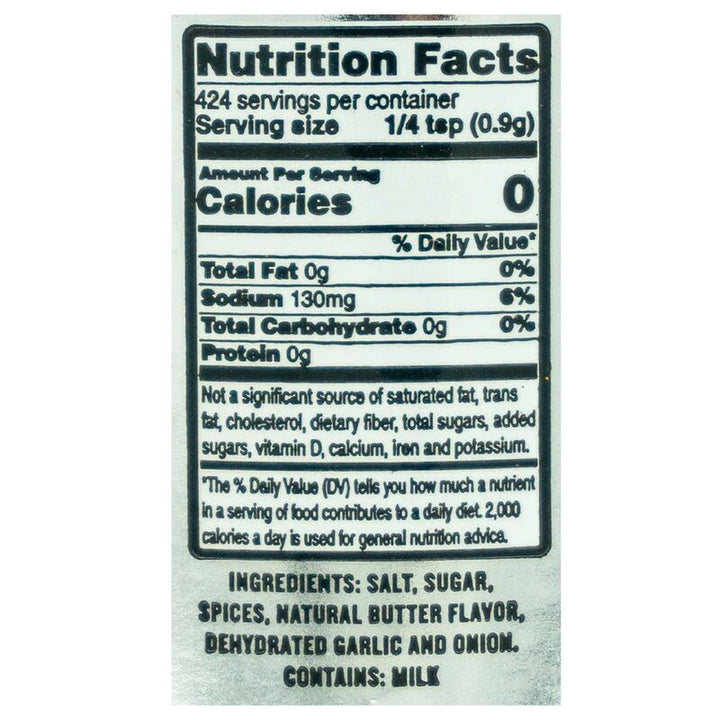 Nutrition Facts
424 servings per container
Serving size 1/4 tsp (0.9g)
Amount Per Serving
Calories 0
% Daily Value*
Total Fat 0g 0%
Sodium 130mg 6%
Total Carbohydrate 0g 0%
Protein 0g
Not a significant source of saturated fat, trans
fat, cholesterol, dietary fiber, total sugars, added
sugars, vitamin D, calcium, iron and potassium.
*The % Daily Value (DV) tells you how much a nutrient
in a serving of food contributes to a daily diet. 2,000
calories a day is used for general nutrition advice.
INGREDIENTS: SALT, SUGAR,
SPICES, NATURAL BUTTER FLAVOR,
DEHYDRATED GARLIC AND ONION.
CONTAINS: MILK